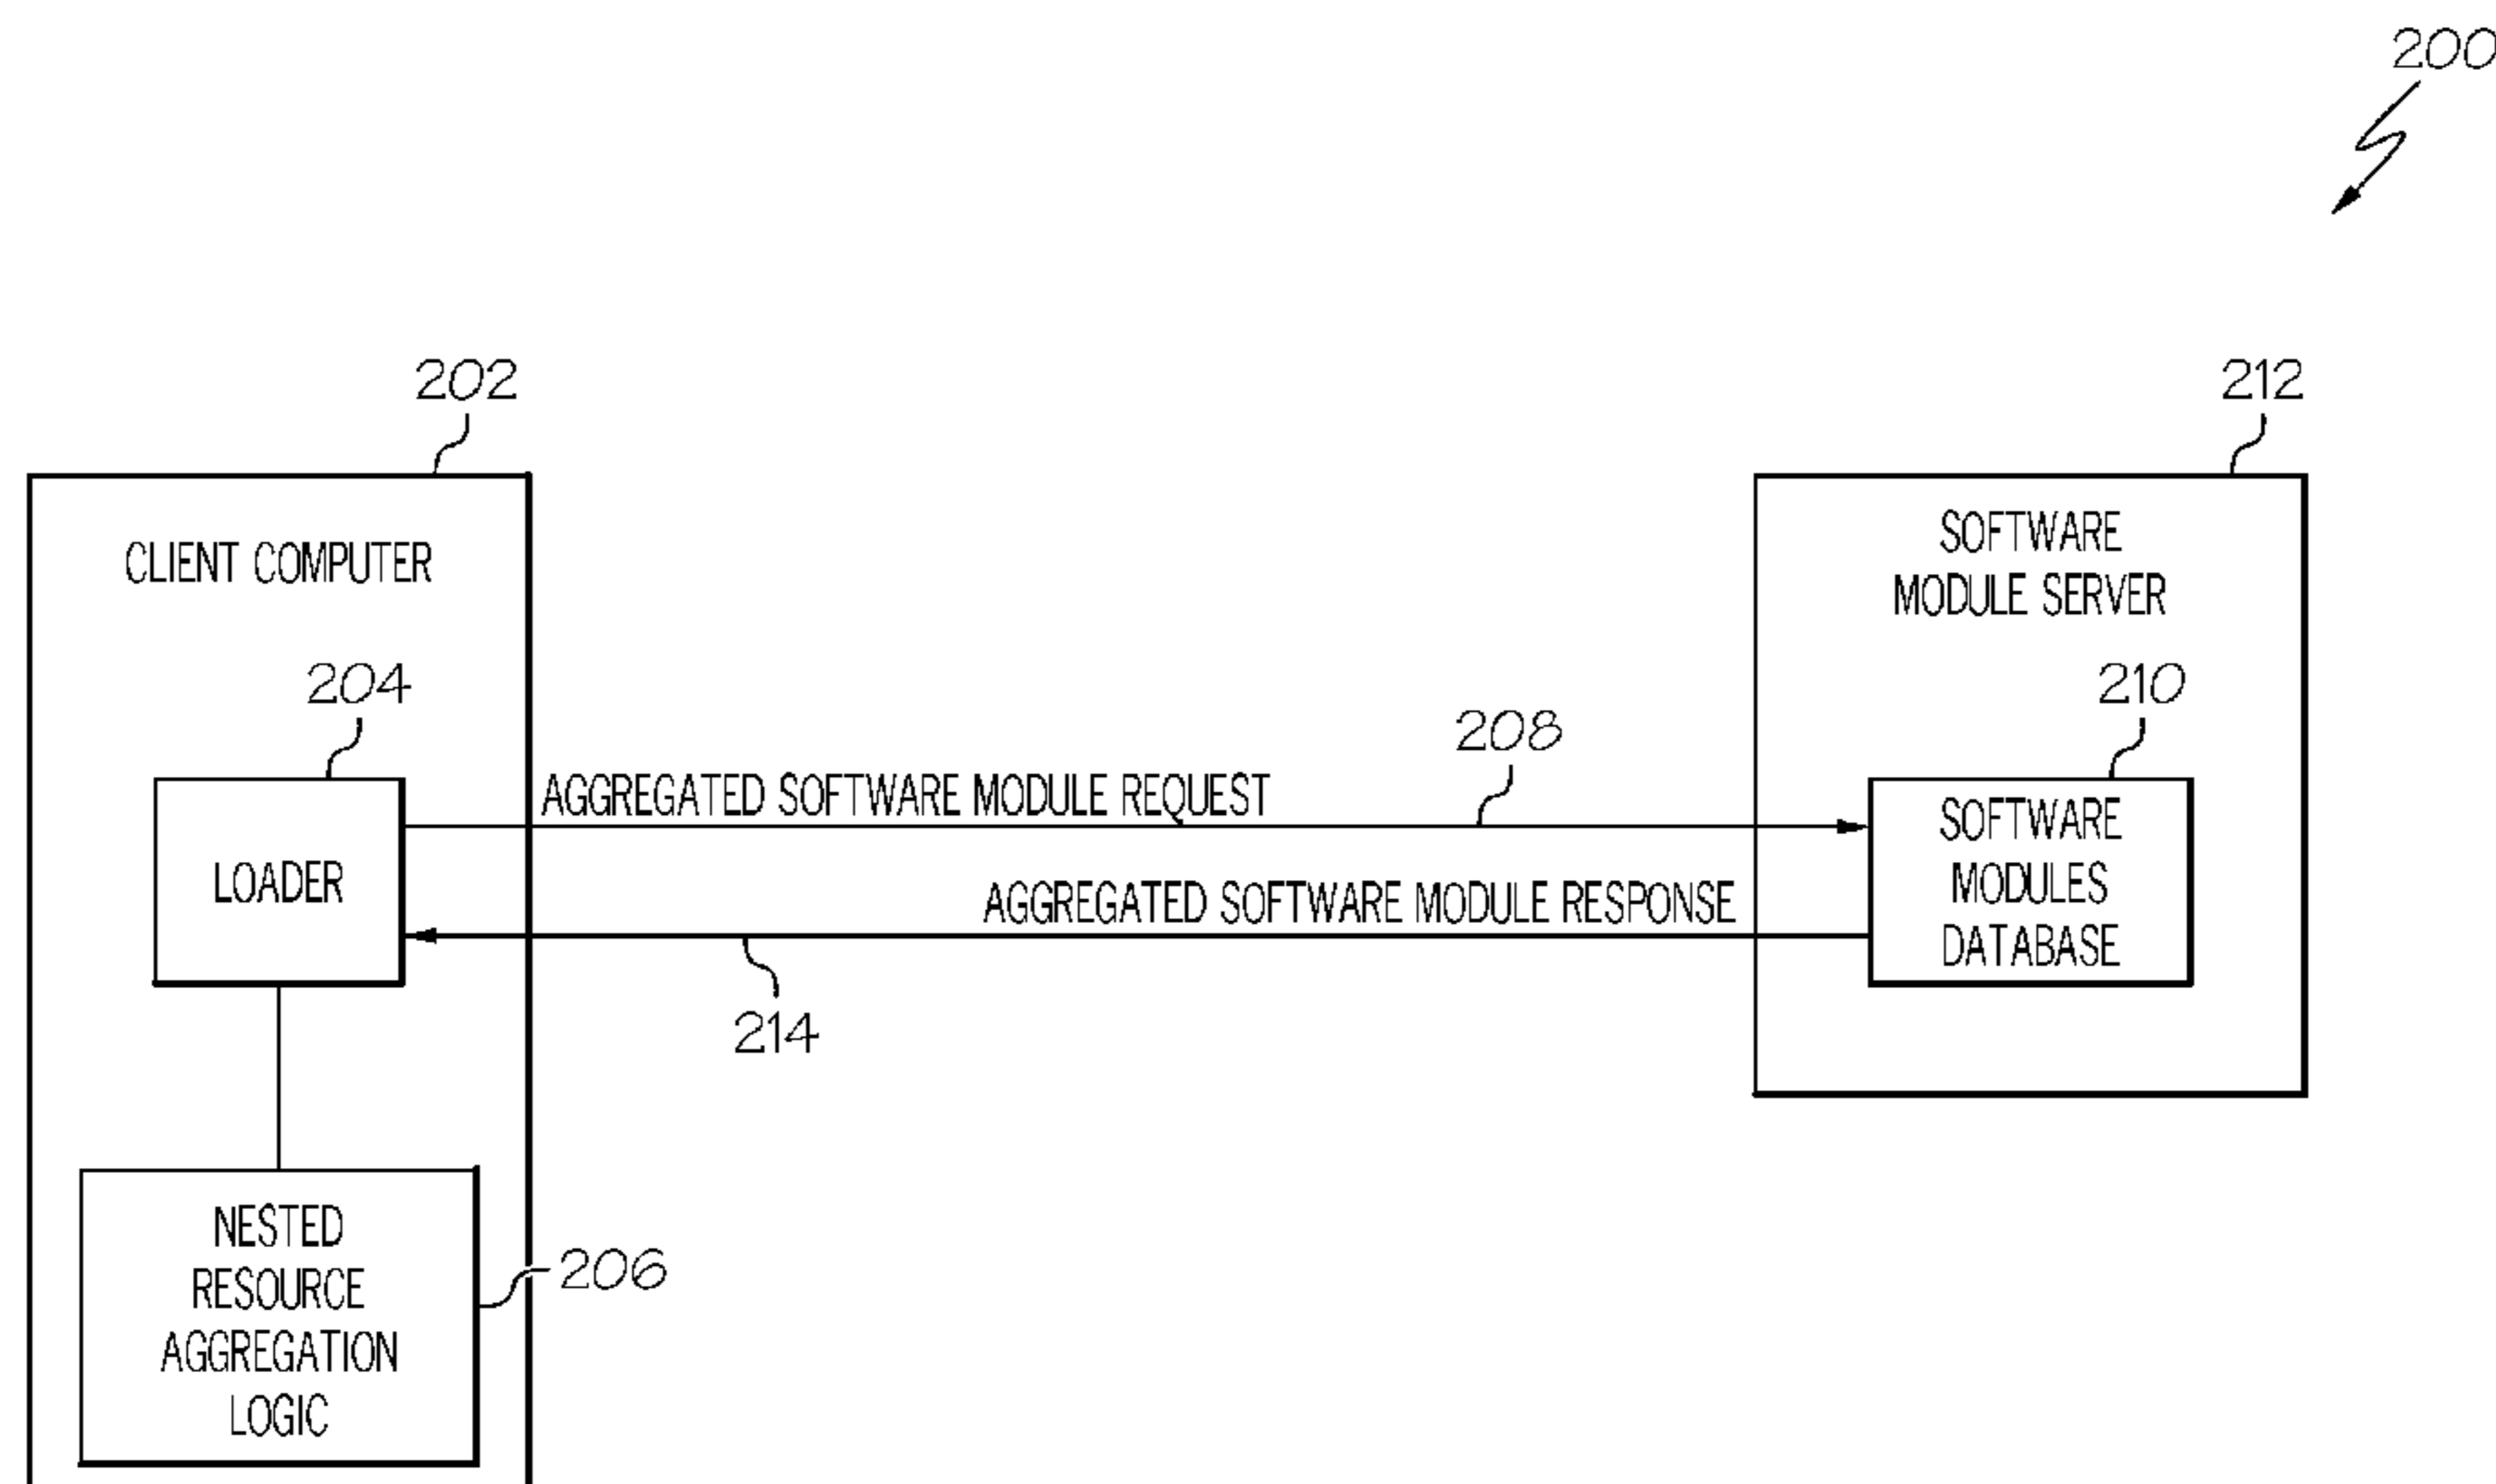 200
202
212
CLIENT COMPUTER
SOFTWARE
MODULE SERVER
204
210
208
AGGREGATED SOFTWARE MODULE REQUEST
LOADER
SOFTWARE
MODULES
DATABASE
AGGREGATED SOFTWARE MODULE RESPONSE
214
NESTED
RESOURCE
AGGREGATION
LOGIC
206